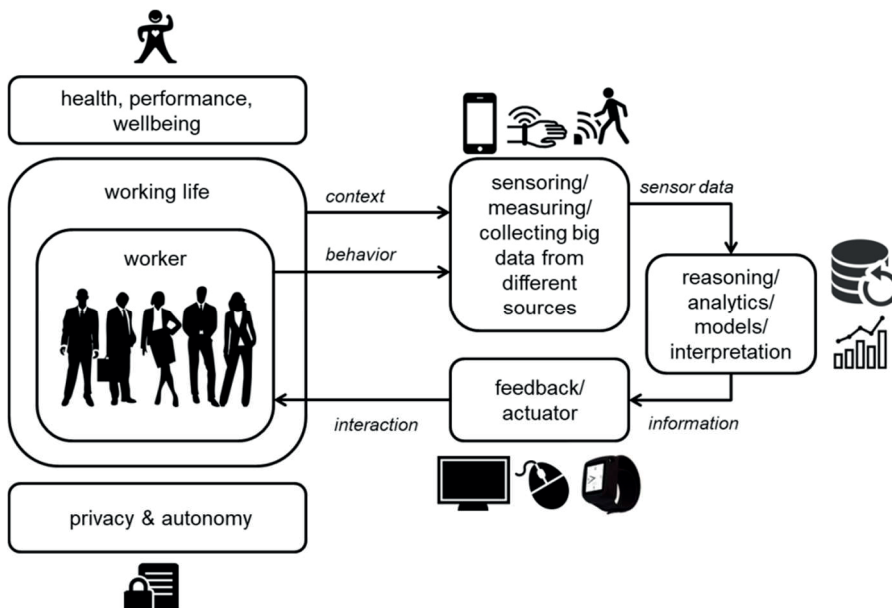 health, performance,
wellbeing
working life
worker
context
behavior
sensoring/
measuring/
collecting big
data from
different
sources
sensor data
reasoning/
analytics/
models/
interpretation
information
feedback/
actuator
interaction
privacy & autonomy